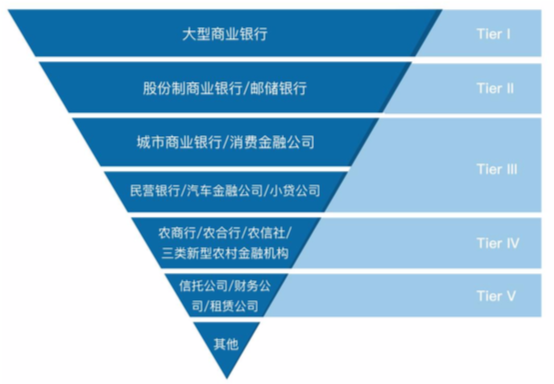 大型商业银行 Tier I
股份制商业银行/邮储银行 Tier II
城市商业银行/消费金融公司
Tier III
民营银行/汽车金融公司/小贷公司
农商行/农合行/农信社/
三类新型农村金融机构
Tier IV
信托公司/财务公
司/租赁公司
Tier V
其他